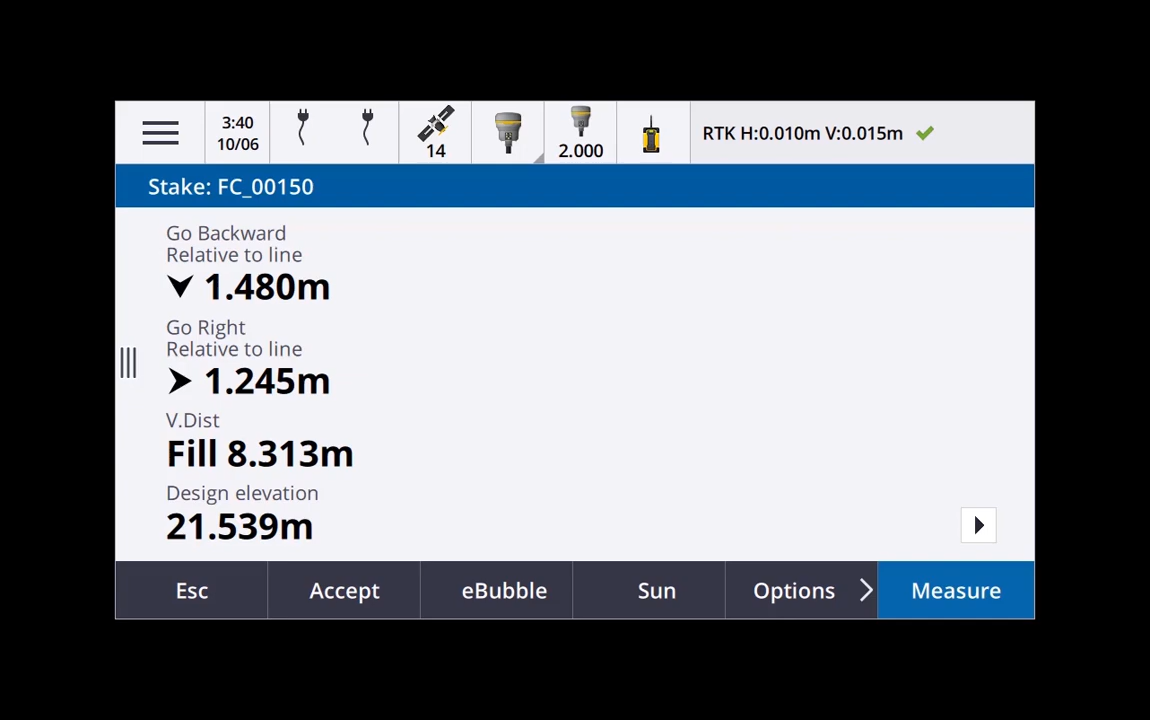 3:40
10/06
14
2.000
RTK H:0.010m V:0.015m
Stake: FC_00150
Go Backward
Relative to line
1.480m
Go Right
Relative to line
1.245m
V.Dist
Fill 8.313m
Design elevation
21.539m
Esc Accept eBubble Sun Options Measure